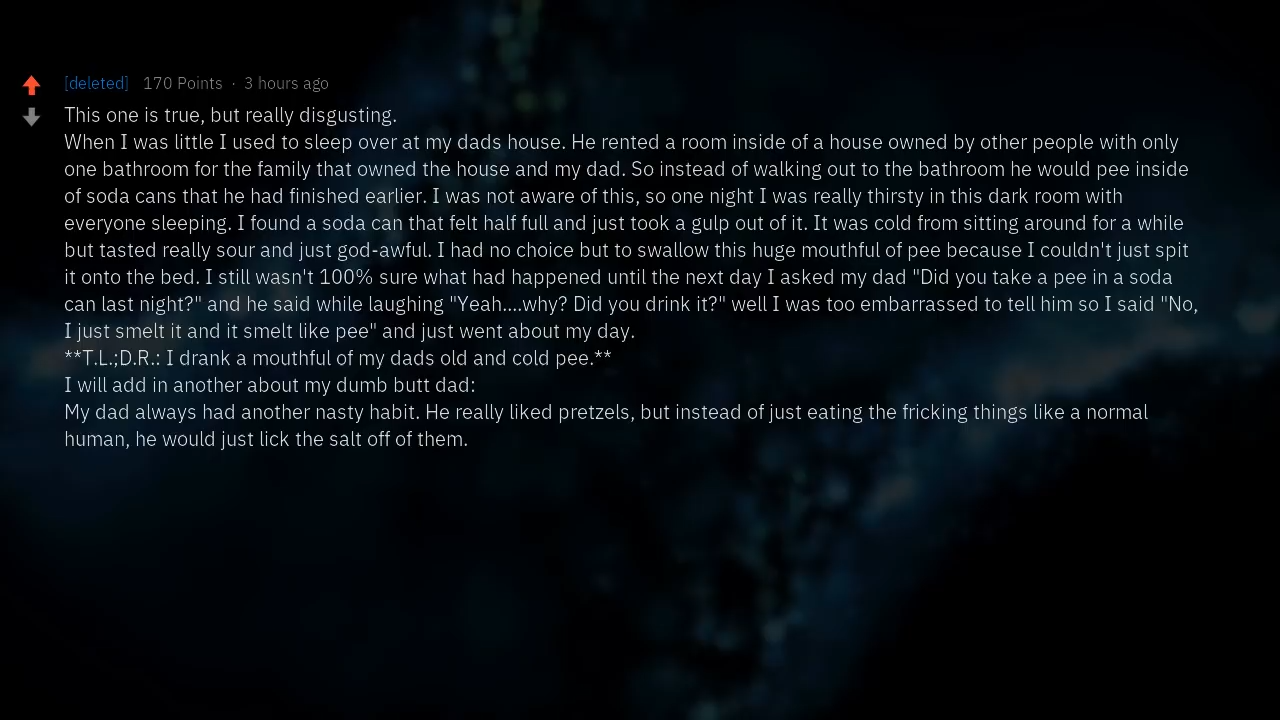 [deleted] 170 Points · 3 hours ago
This one is true, but really disgusting.
When I was little I used to sleep over at my dads house. He rented a room inside of a house owned by other people with only
one bathroom for the family that owned the house and my dad. So instead of walking out to the bathroom he would pee inside
of soda cans that he had finished earlier. I was not aware of this, so one night I was really thirsty in this dark room with
everyone sleeping. I found a soda can that felt half full and just took a gulp out of it. It was cold from sitting around for a while
but tasted really sour and just god-awful. I had no choice but to swallow this huge mouthful of pee because I couldn't just spit
it onto the bed. I still wasn't 100% sure what had happened until the next day I asked my dad "Did you take a pee in a soda
can last night?" and he said while laughing "Yeah....why? Did you drink it?" well I was too embarrassed to tell him so I said "No,
I just smelt it and it smelt like pee" and just went about my day.
**T.L.;D.R.: I drank a mouthful of my dads old and cold pee.**
I will add in another about my dumb butt dad:
My dad always had another nasty habit. He really liked pretzels, but instead of just eating the fricking things like a normal
human, he would just lick the salt off of them.